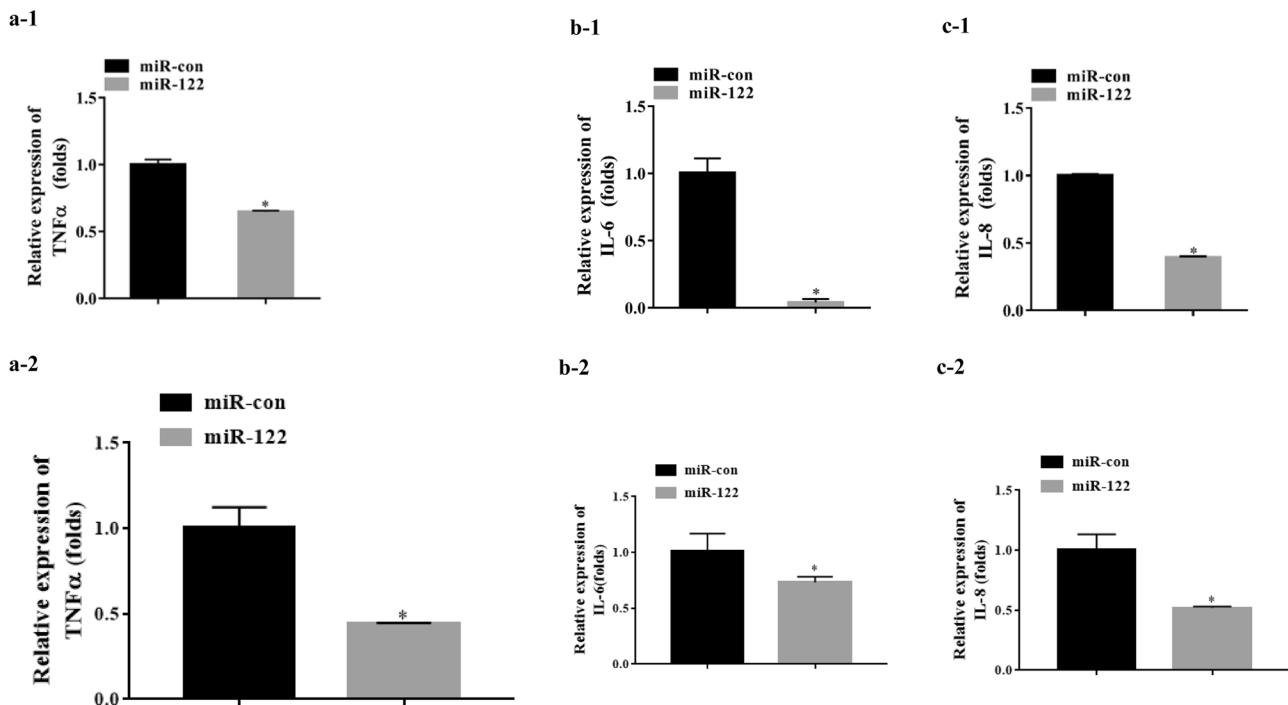 a-1
miR-con
miR-122
Relative expression of
TNFα (folds)
1.5
1.0
0.5
0.0
*
b-1
miR-con
miR-122
Relative expression of
IL-6 (folds)
1.5
1.0
0.5
0.0
*
c-1
miR-con
miR-122
Relative expression of
IL-8 (folds)
1.5
1.0
0.5
0.0
*
a-2
miR-con
miR-122
Relative expression of
TNFα (folds)
1.5
1.0
0.5
0.0
*
b-2
miR-con
miR-122
Relative expression of
IL-6(folds)
1.5
1.0
0.5
0.0
*
c-2
miR-con
miR-122
Relative expression of
IL-8 (folds)
1.5
1.0
0.5
0.0
*